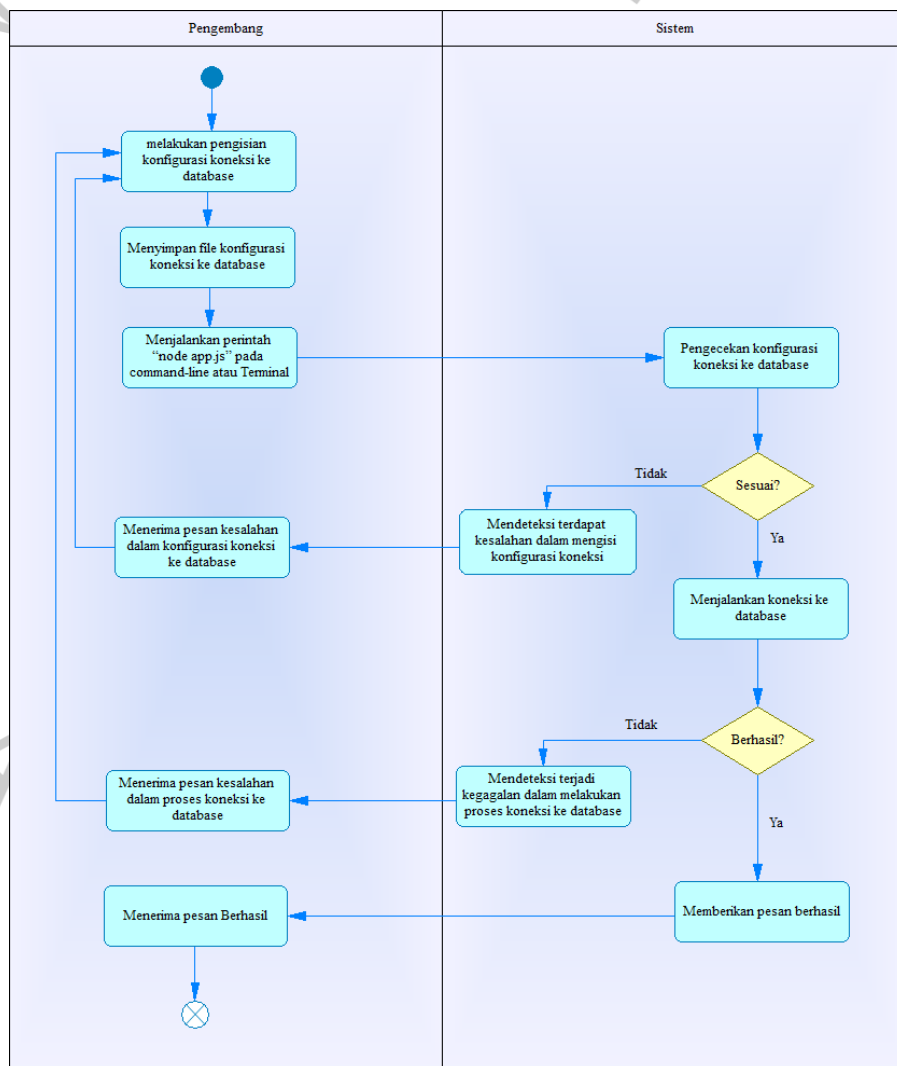 Pengembang
Sistem
melakukan pengisian
konfigurasi koneksi ke
database
Menyimpan file konfigurasi
koneksi ke database
Menjalankan perintah
“node app.js” pada
command-line atau Terminal
Pengecekan konfigurasi
koneksi ke database
Sesuai?
Tidak
Ya
Mendeteksi terdapat
kesalahan dalam mengisi
konfigurasi koneksi
Menerima pesan kesalahan
dalam konfigurasi koneksi
ke database
Menjalankan koneksi ke
database
Berhasil?
Tidak
Ya
Mendeteksi terjadi
kegagalan dalam melakukan
proses koneksi ke database
Menerima pesan kesalahan
dalam proses koneksi ke
database
Memberikan pesan berhasil
Menerima pesan Berhasil